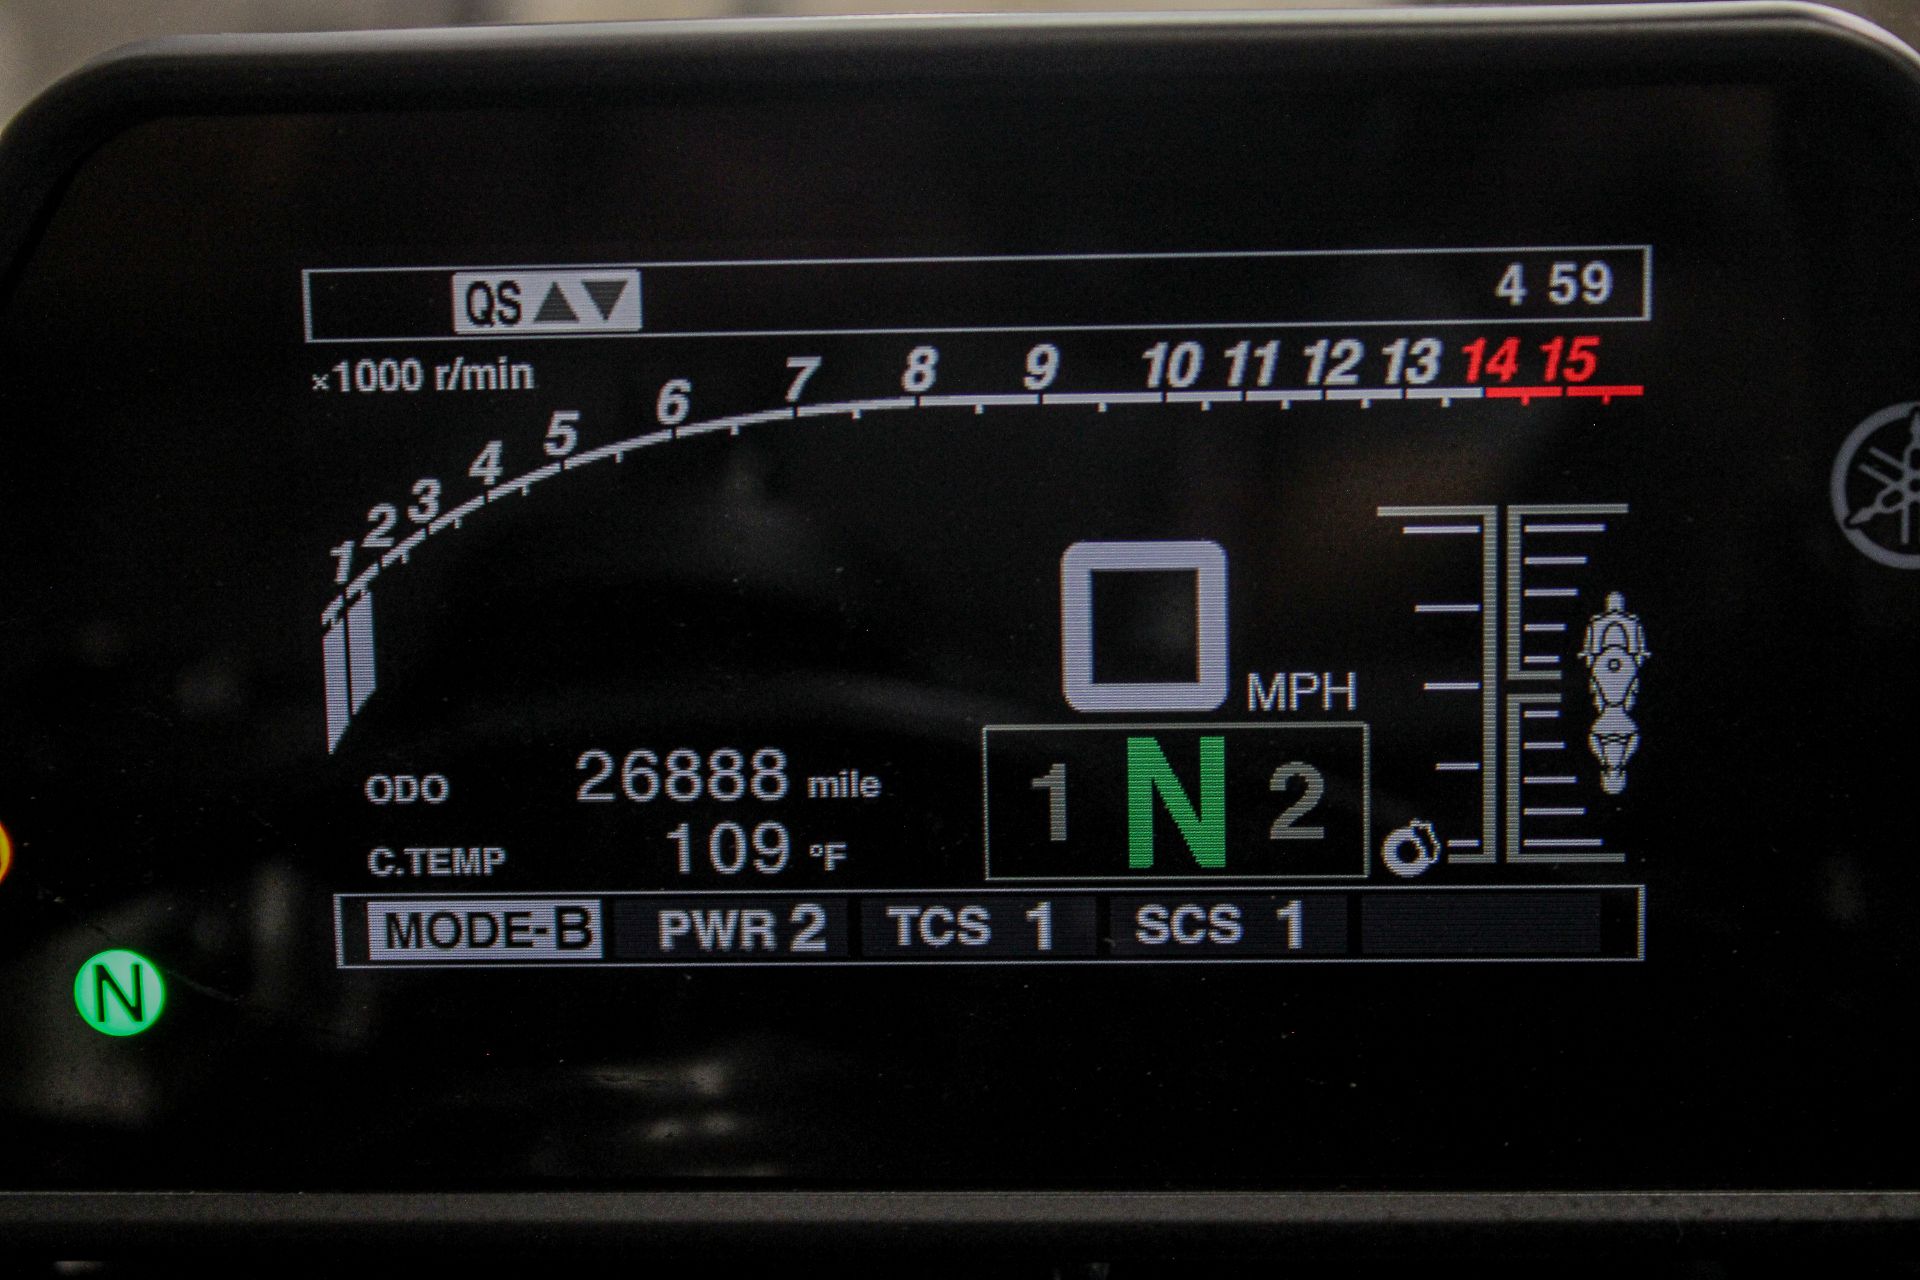 QS 4 59
×1000 r/min
1 2 3 4 5 6 7 8 9 10 11 12 13 14 15
0 MPH
ODO 26888 mile
1 N 2
C.TEMP 109 °F
MODE-B PWR 2 TCS 1 SCS 1
N